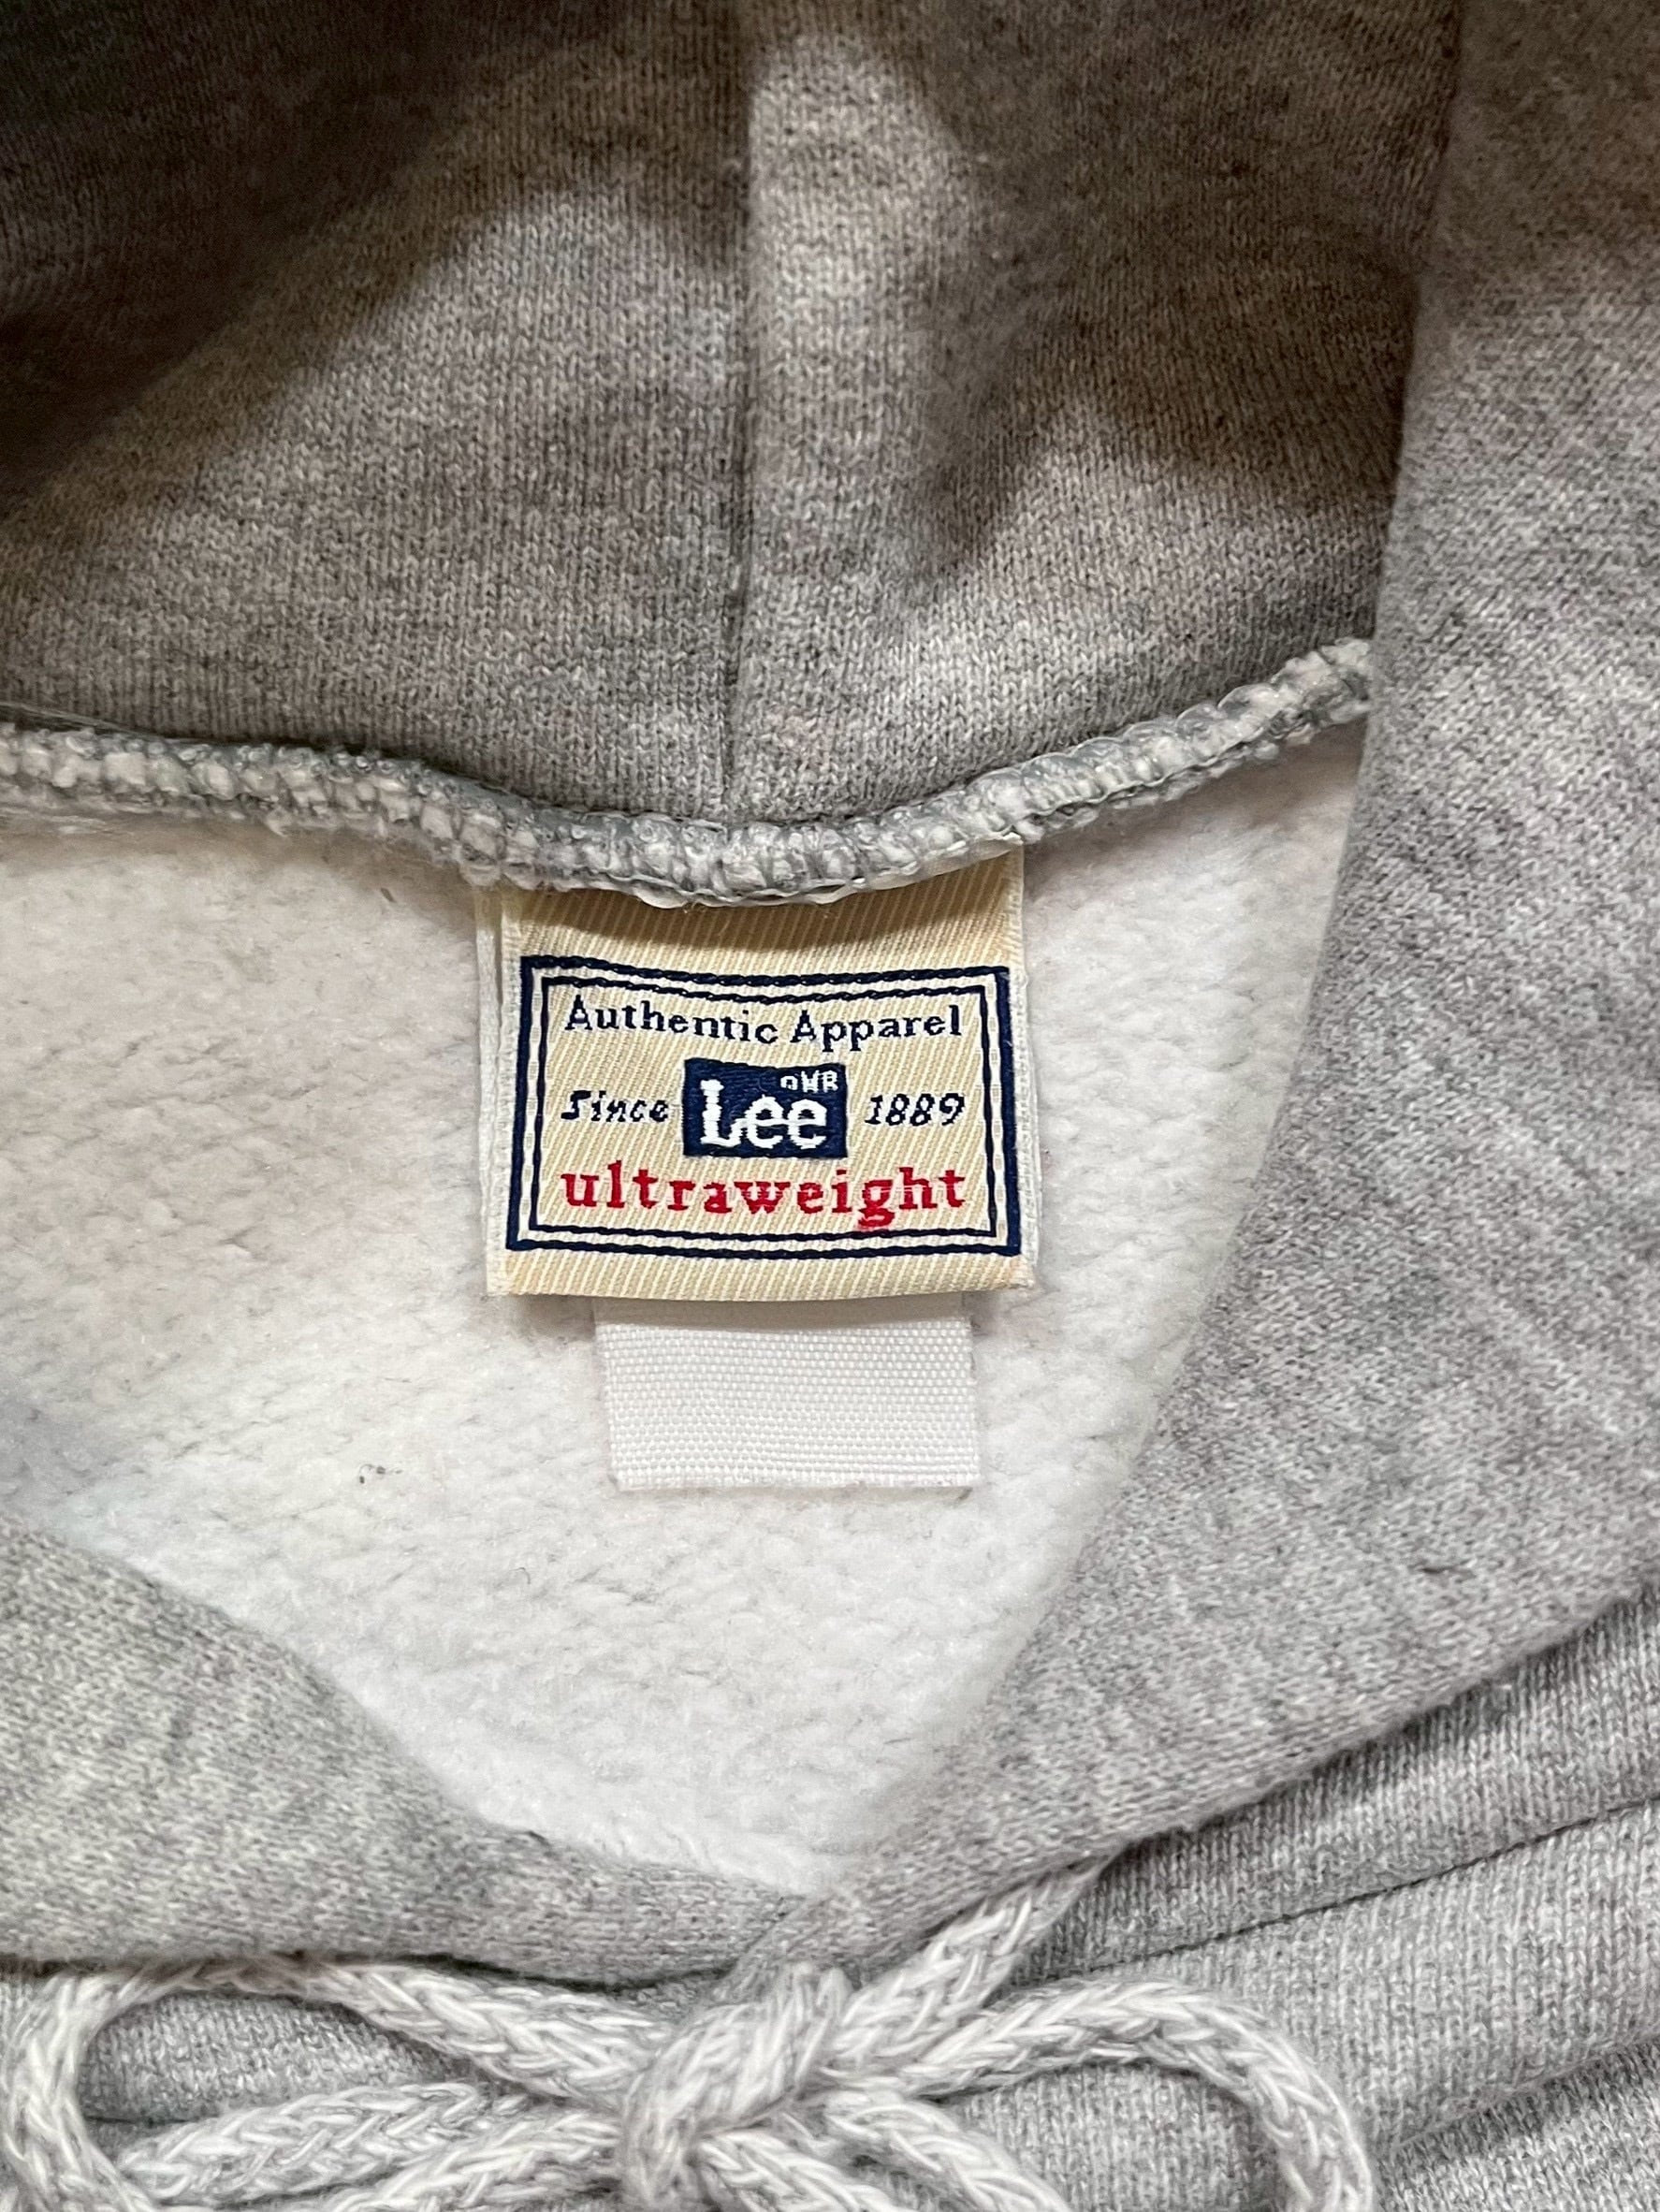 Authentic Apparel
Since Lee 1889
ultraweight